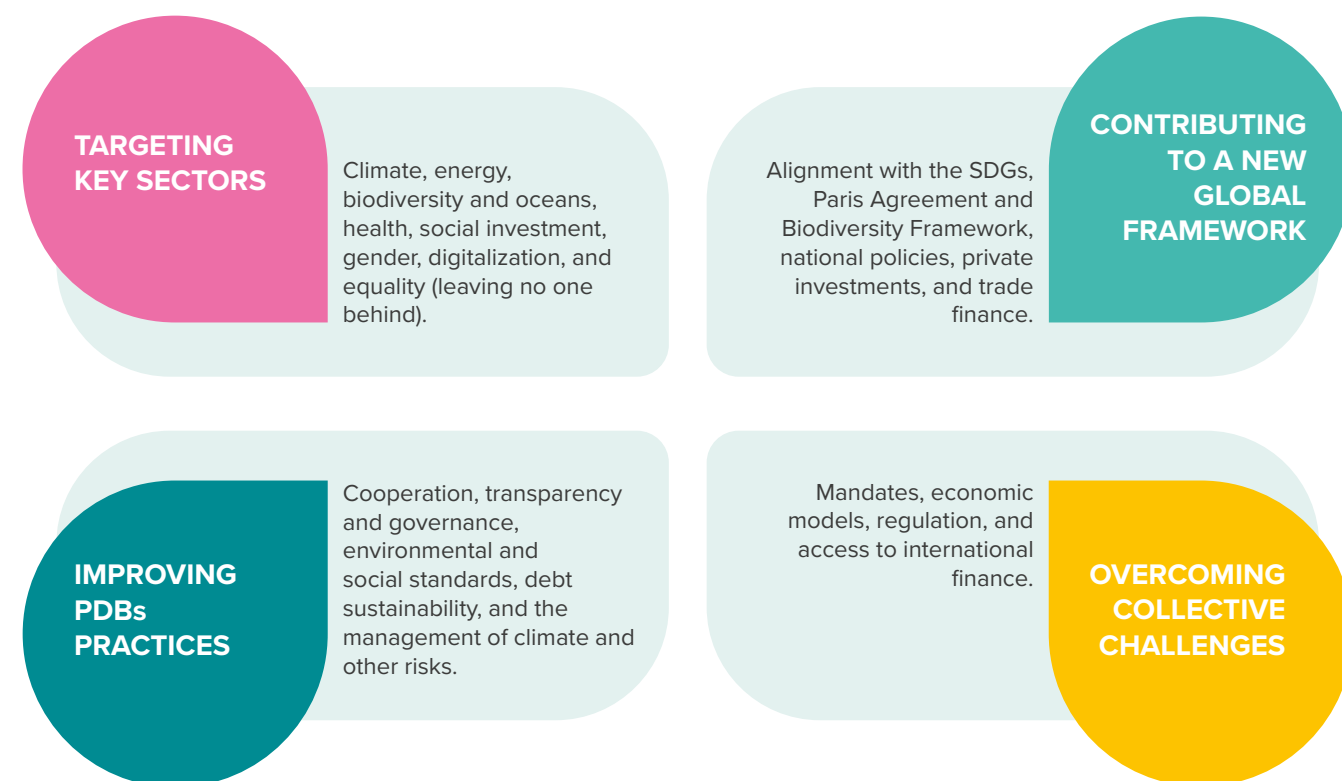 TARGETING
KEY SECTORS
Climate, energy,
biodiversity and oceans,
health, social investment,
gender, digitalization, and
equality (leaving no one
behind).
CONTRIBUTING
TO A NEW
GLOBAL
FRAMEWORK
Alignment with the SDGs,
Paris Agreement and
Biodiversity Framework,
national policies, private
investments, and trade
finance.
IMPROVING
PDBs
PRACTICES
Cooperation, transparency
and governance,
environmental and
social standards, debt
sustainability, and the
management of climate and
other risks.
OVERCOMING
COLLECTIVE
CHALLENGES
Mandates, economic
models, regulation, and
access to international
finance.